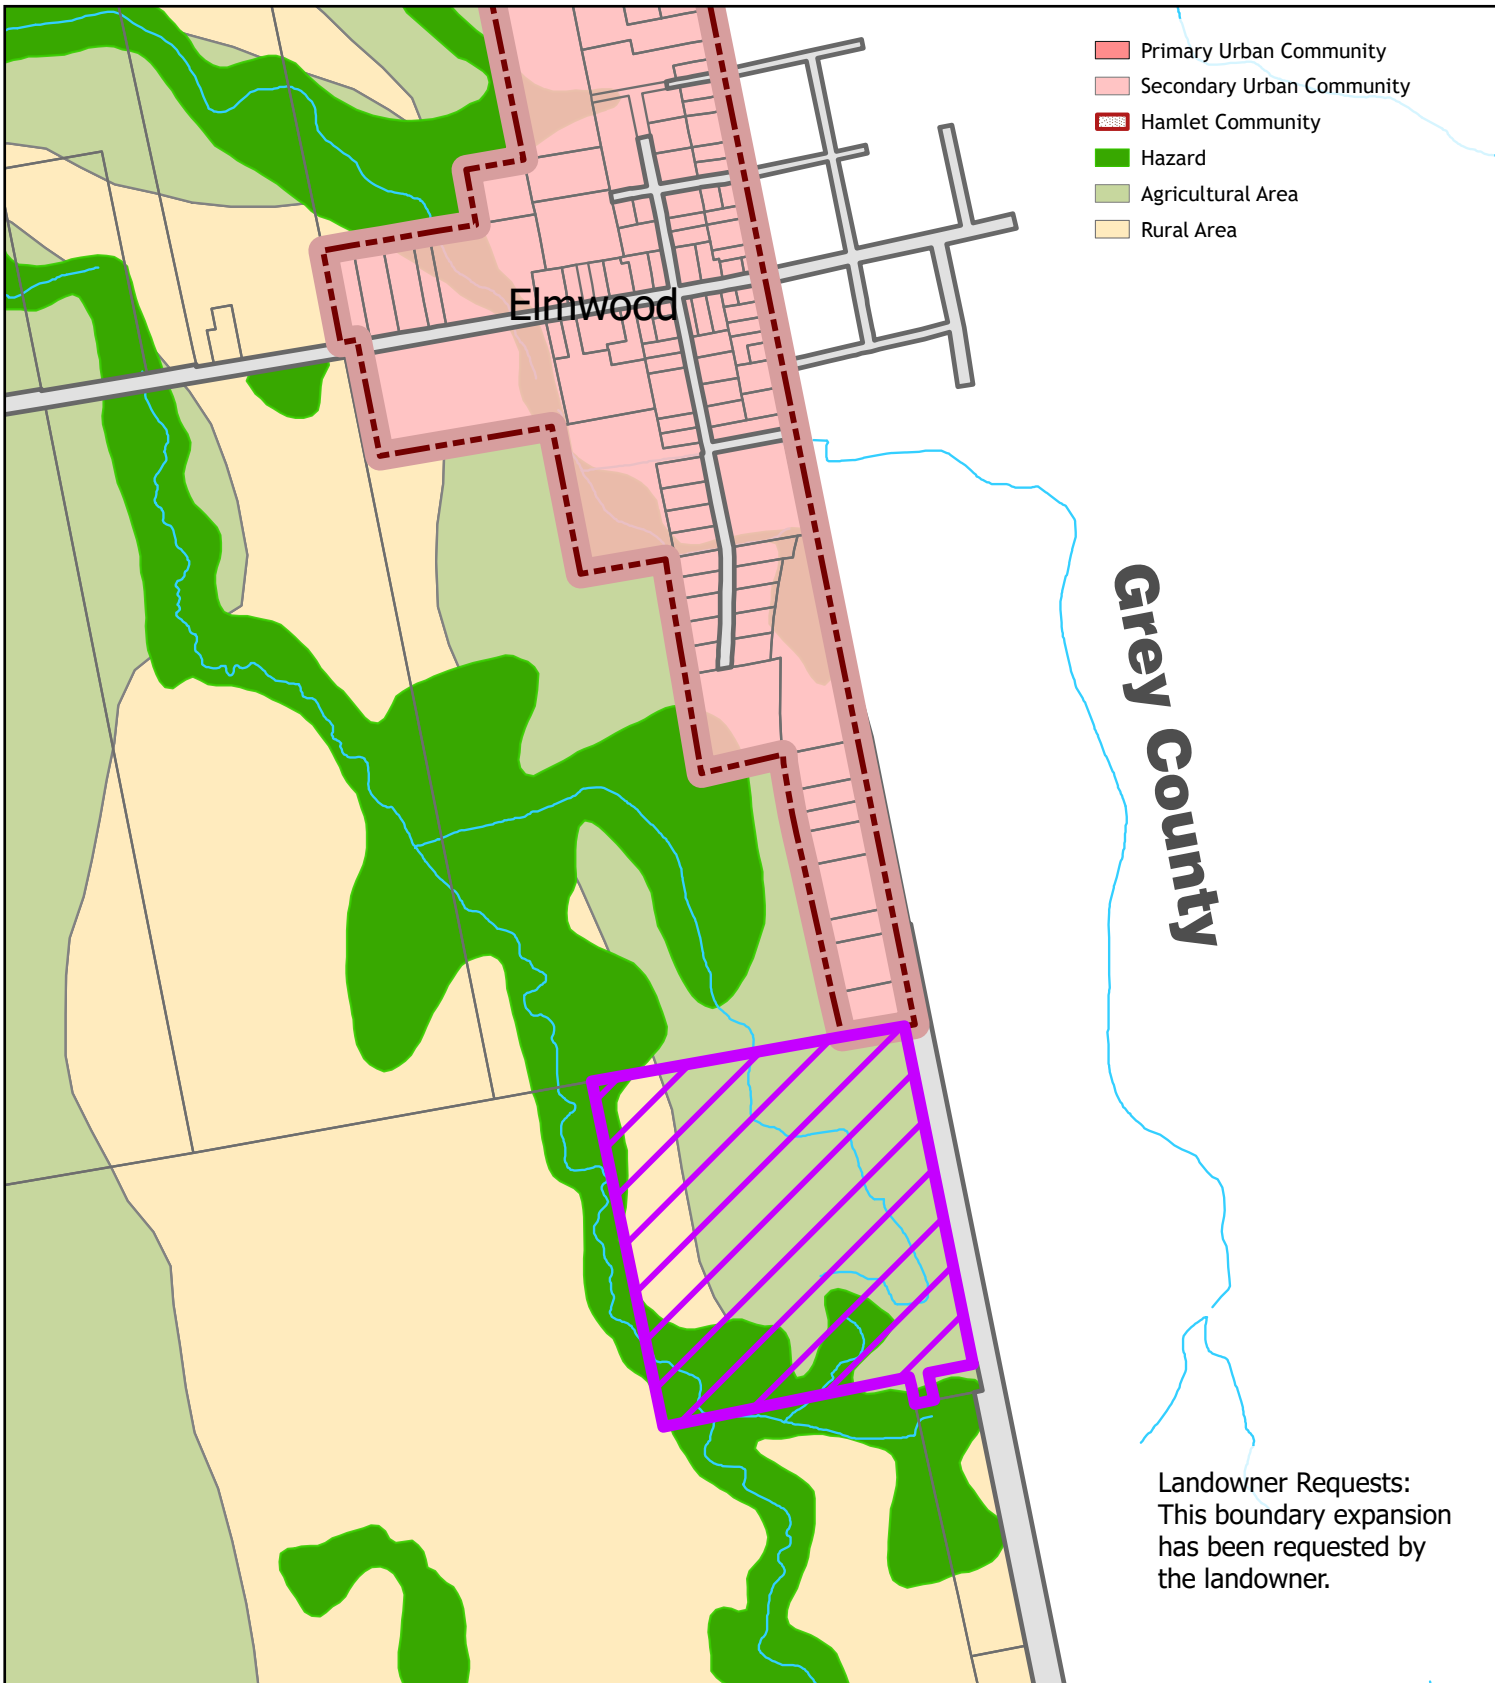 Primary Urban Community
Secondary Urban Community
Hamlet Community
Hazard
Agricultural Area
Rural Area
Elmwood
Grey County
Landowner Requests:
This boundary expansion
has been requested by
the landowner.